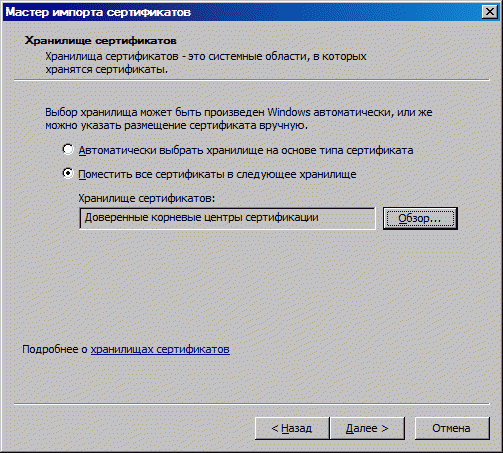 Мастер импорта сертификатов
Хранилище сертификатов
Хранилища сертификатов - это системные области, в которых
хранятся сертификаты.
Выбор хранилища может быть произведен Windows автоматически, или же
можно указать размещение сертификата вручную.
Автоматически выбрать хранилище на основе типа сертификата
Поместить все сертификаты в следующее хранилище
Хранилище сертификатов:
Доверенные корневые центры сертификации
Обзор...
Подробнее о хранилищах сертификатов
< Назад
Далее >
Отмена